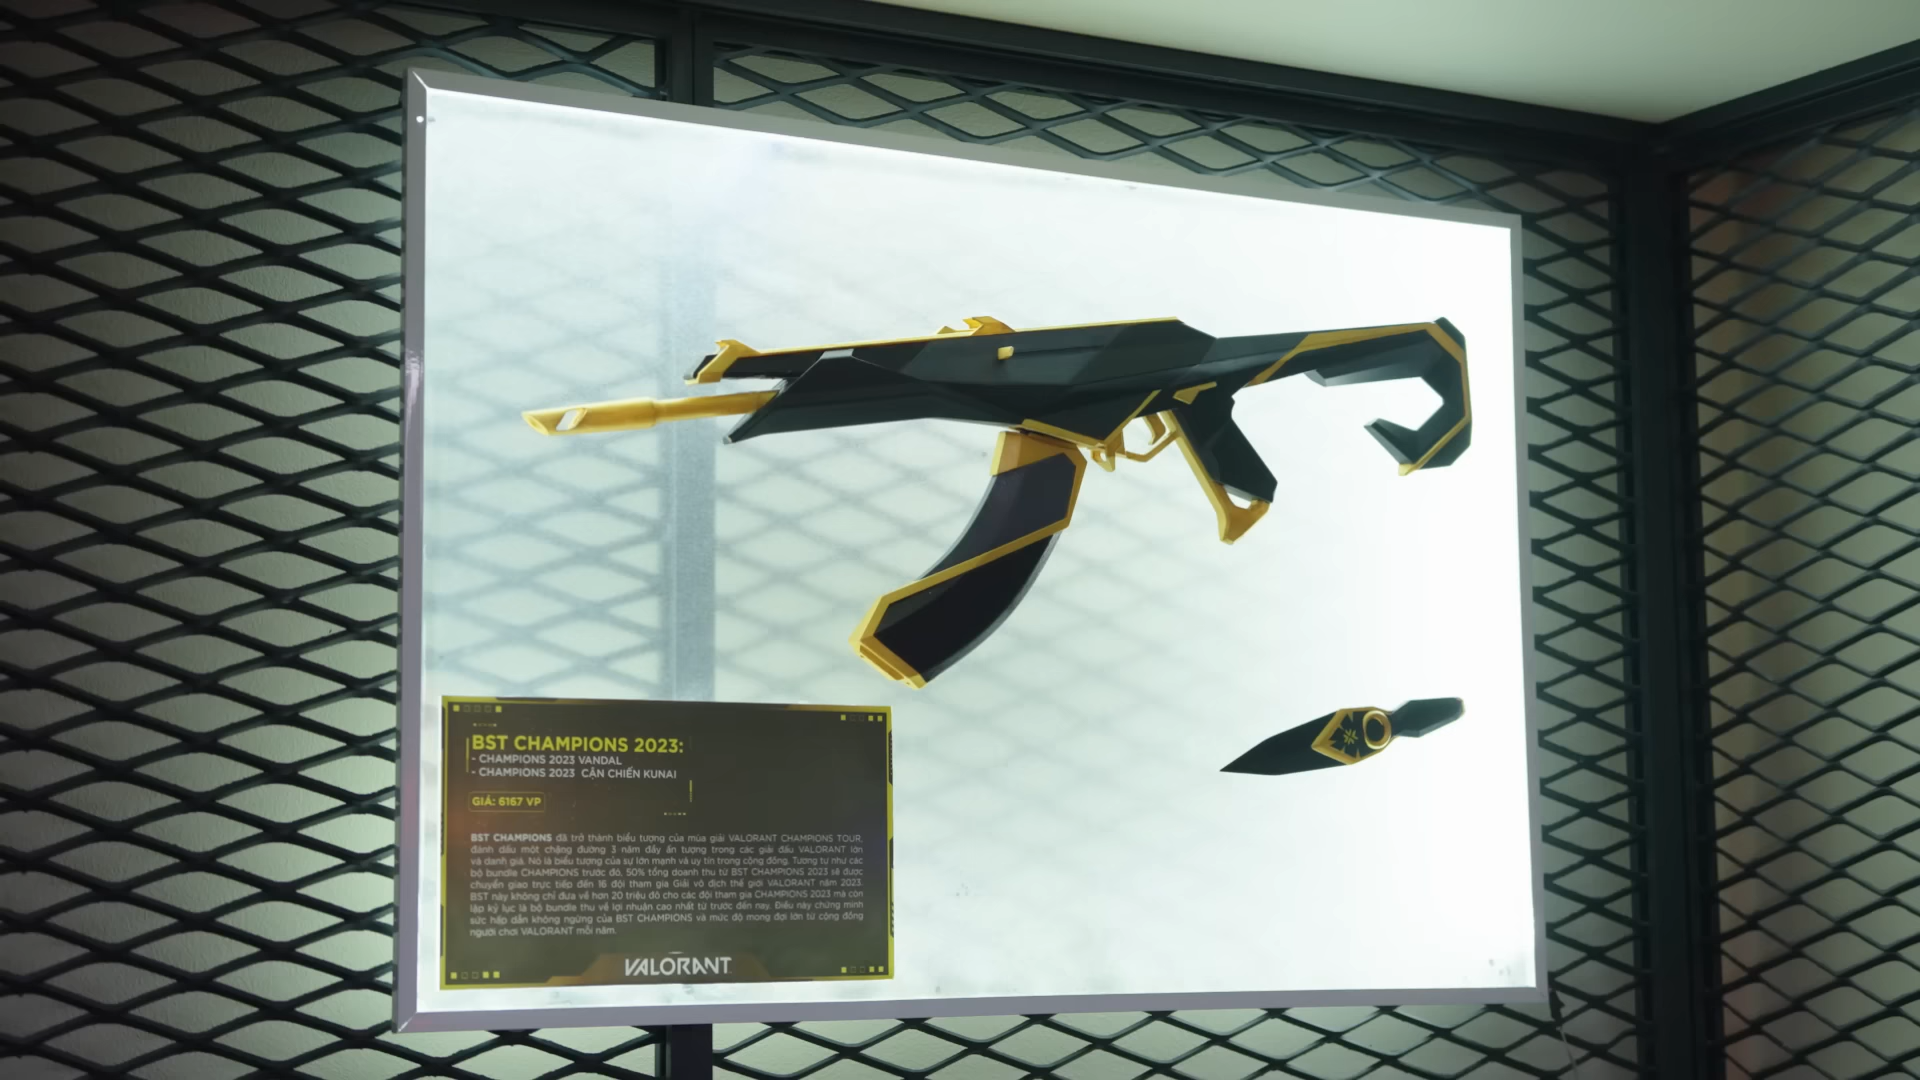 BST CHAMPIONS 2023:
- CHAMPIONS 2023 VANDAL
- CHAMPIONS 2023 CẬN CHIẾN KUNAI
GIÁ: 6167 VP
BST CHAMPIONS đã trở thành biểu tượng của mùa giải VALORANT CHAMPIONS TOUR,
đánh dấu một chặng đường 3 năm đầy ấn tượng trong các giải đấu VALORANT lớn
và danh giá. Nó là biểu tượng của sự lớn mạnh và uy tín trong cộng đồng. Tương tự như các
bộ bundle CHAMPIONS trước đó, 50% tổng doanh thu từ BST CHAMPIONS 2023 sẽ được
chuyển giao trực tiếp đến 16 đội tham gia Giải vô địch thế giới VALORANT năm 2023.
BST này không chỉ đưa về hơn 20 triệu đô cho các đội tham gia CHAMPIONS 2023 mà còn
lập kỷ lục là bộ bundle thu về lợi nhuận cao nhất từ trước đến nay. Điều này chứng minh
sức hấp dẫn không ngừng của BST CHAMPIONS và mức độ mong đợi lớn từ cộng đồng
người chơi VALORANT mỗi năm.
VALORANT